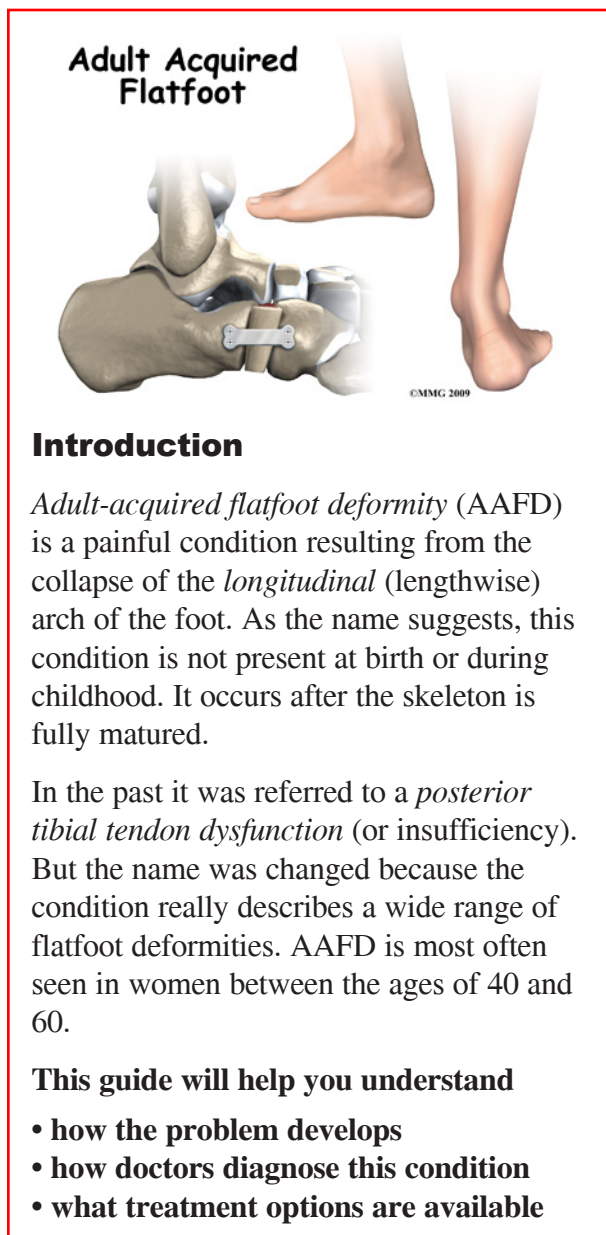 Adult Acquired
Flatfoot
©MMG 2009
Introduction
Adult-acquired flatfoot deformity (AAFD)
is a painful condition resulting from the
collapse of the longitudinal (lengthwise)
arch of the foot. As the name suggests, this
condition is not present at birth or during
childhood. It occurs after the skeleton is
fully matured.
In the past it was referred to a posterior
tibial tendon dysfunction (or insufficiency).
But the name was changed because the
condition really describes a wide range of
flatfoot deformities. AAFD is most often
seen in women between the ages of 40 and
60.
This guide will help you understand
• how the problem develops
• how doctors diagnose this condition
• what treatment options are available